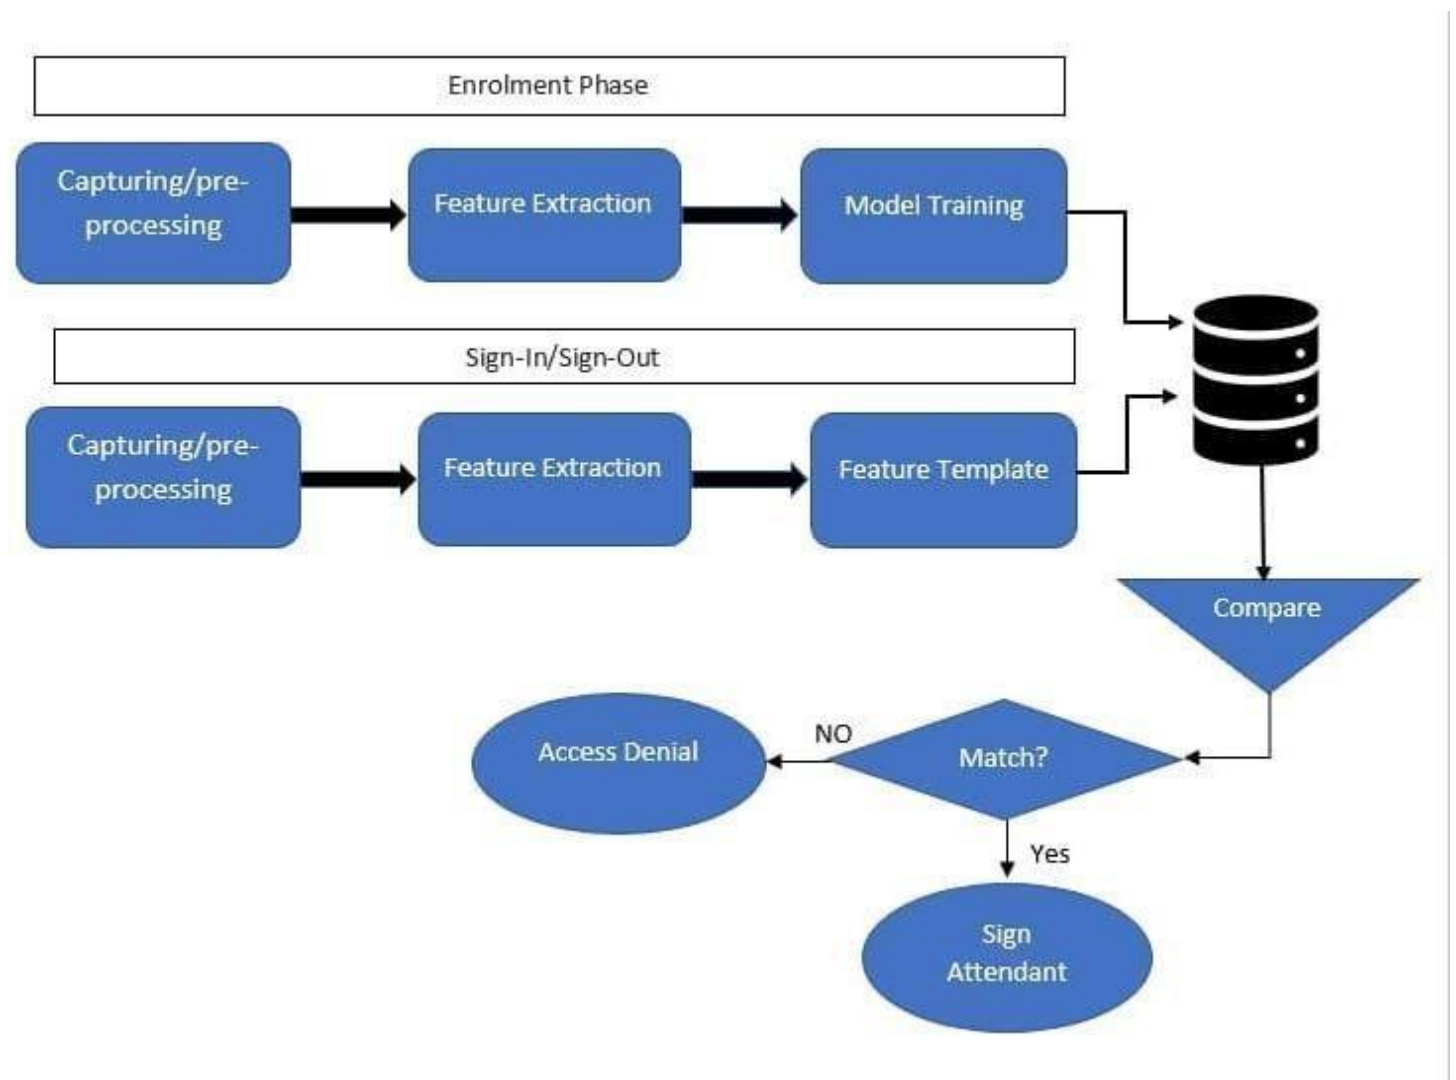 Enrolment Phase
Capturing/pre-
processing
Feature Extraction
Model Training
Sign-In/Sign-Out
Capturing/pre-
processing
Feature Extraction
Feature Template
Compare
Match?
NO
Access Denial
Yes
Sign
Attendant